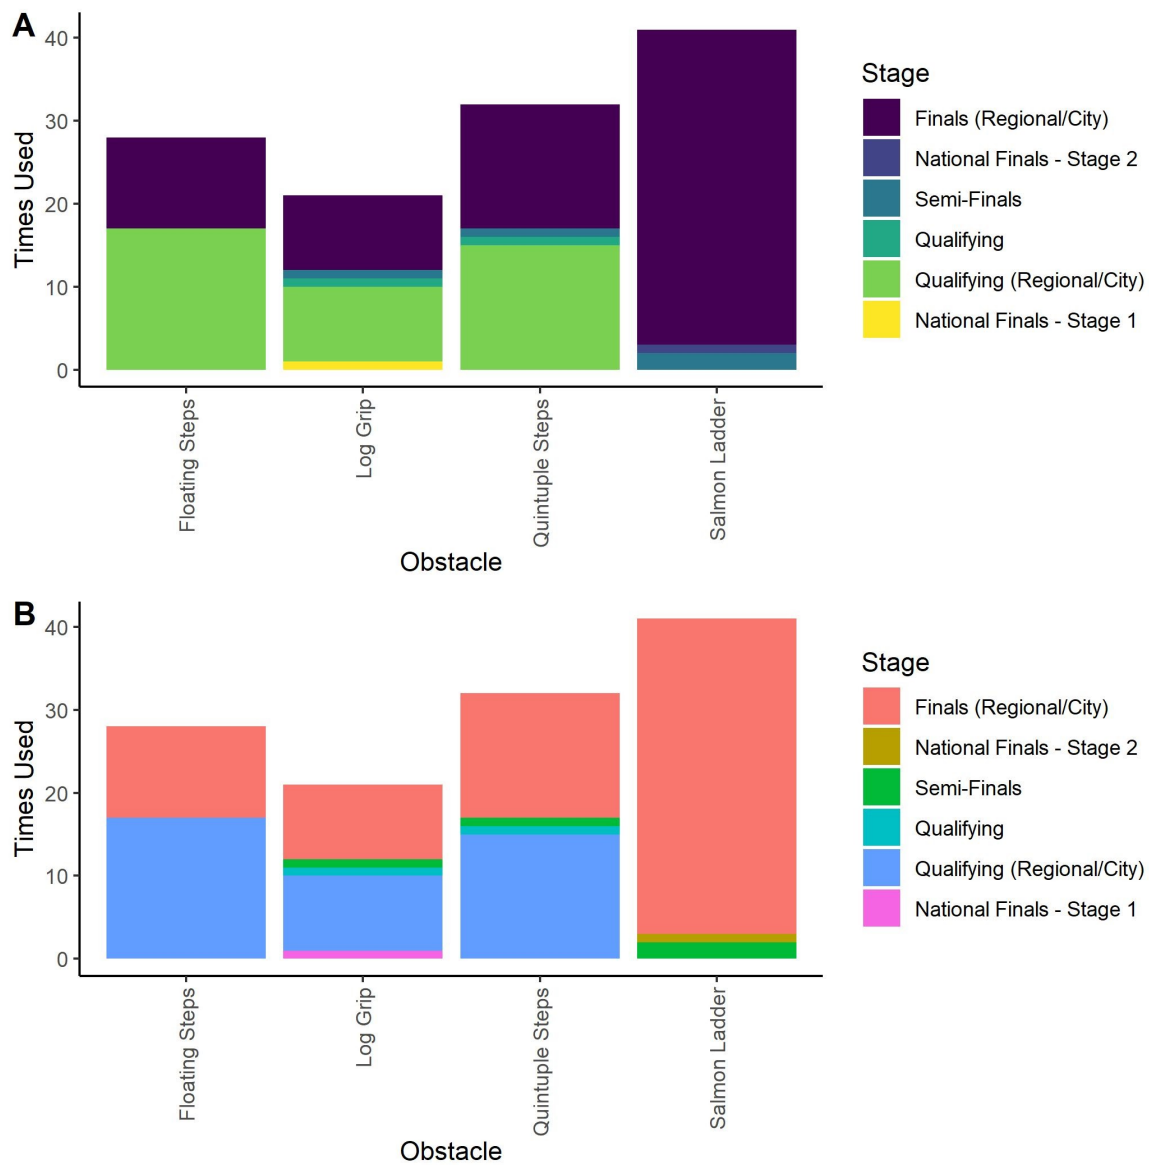 A
40
30
20
10
0
Times Used
Floating Steps
Log Grip
Quintuple Steps
Salmon Ladder
Obstacle
Stage
Finals (Regional/City)
National Finals - Stage 2
Semi-Finals
Qualifying
Qualifying (Regional/City)
National Finals - Stage 1
B
40
30
20
10
0
Times Used
Floating Steps
Log Grip
Quintuple Steps
Salmon Ladder
Obstacle
Stage
Finals (Regional/City)
National Finals - Stage 2
Semi-Finals
Qualifying
Qualifying (Regional/City)
National Finals - Stage 1